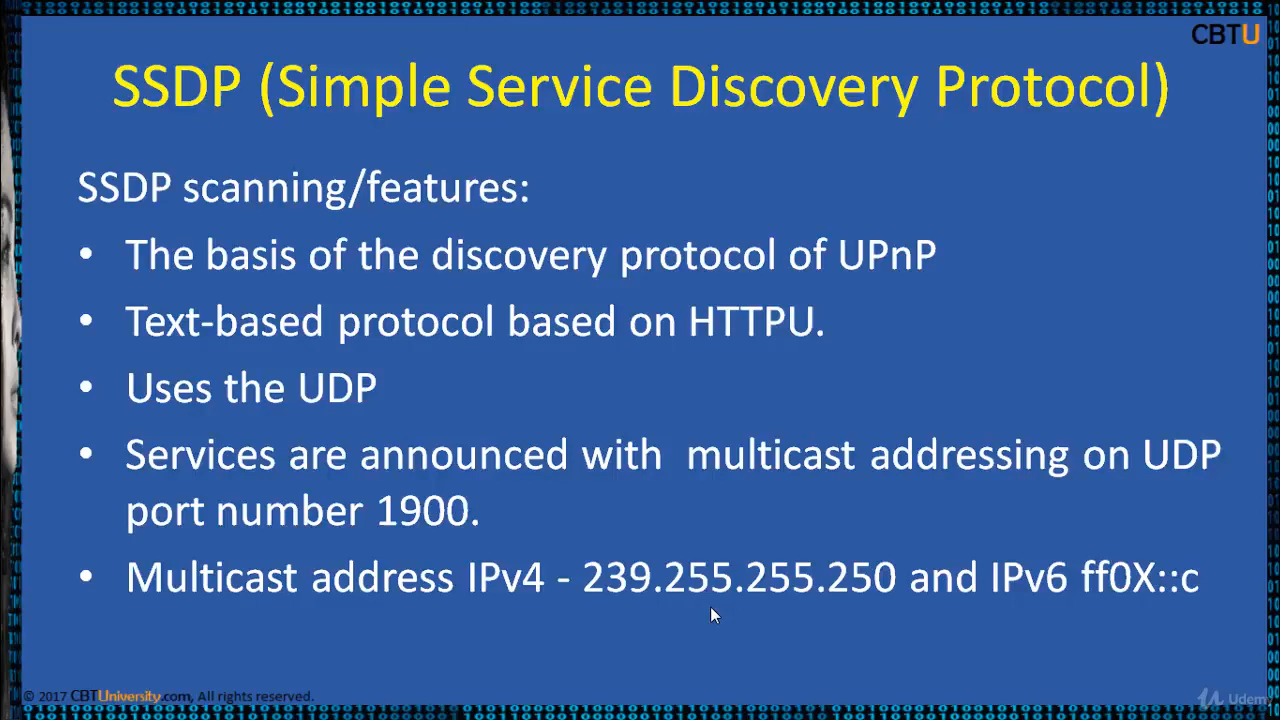 CBTU
SSDP (Simple Service Discovery Protocol)
SSDP scanning/features:
• The basis of the discovery protocol of UPnP
• Text-based protocol based on HTTPU.
• Uses the UDP
• Services are announced with multicast addressing on UDP
port number 1900.
• Multicast address IPv4 - 239.255.255.250 and IPv6 ff0X::c
© 2017 CBTUniversity.com, All rights reserved.
Udemy